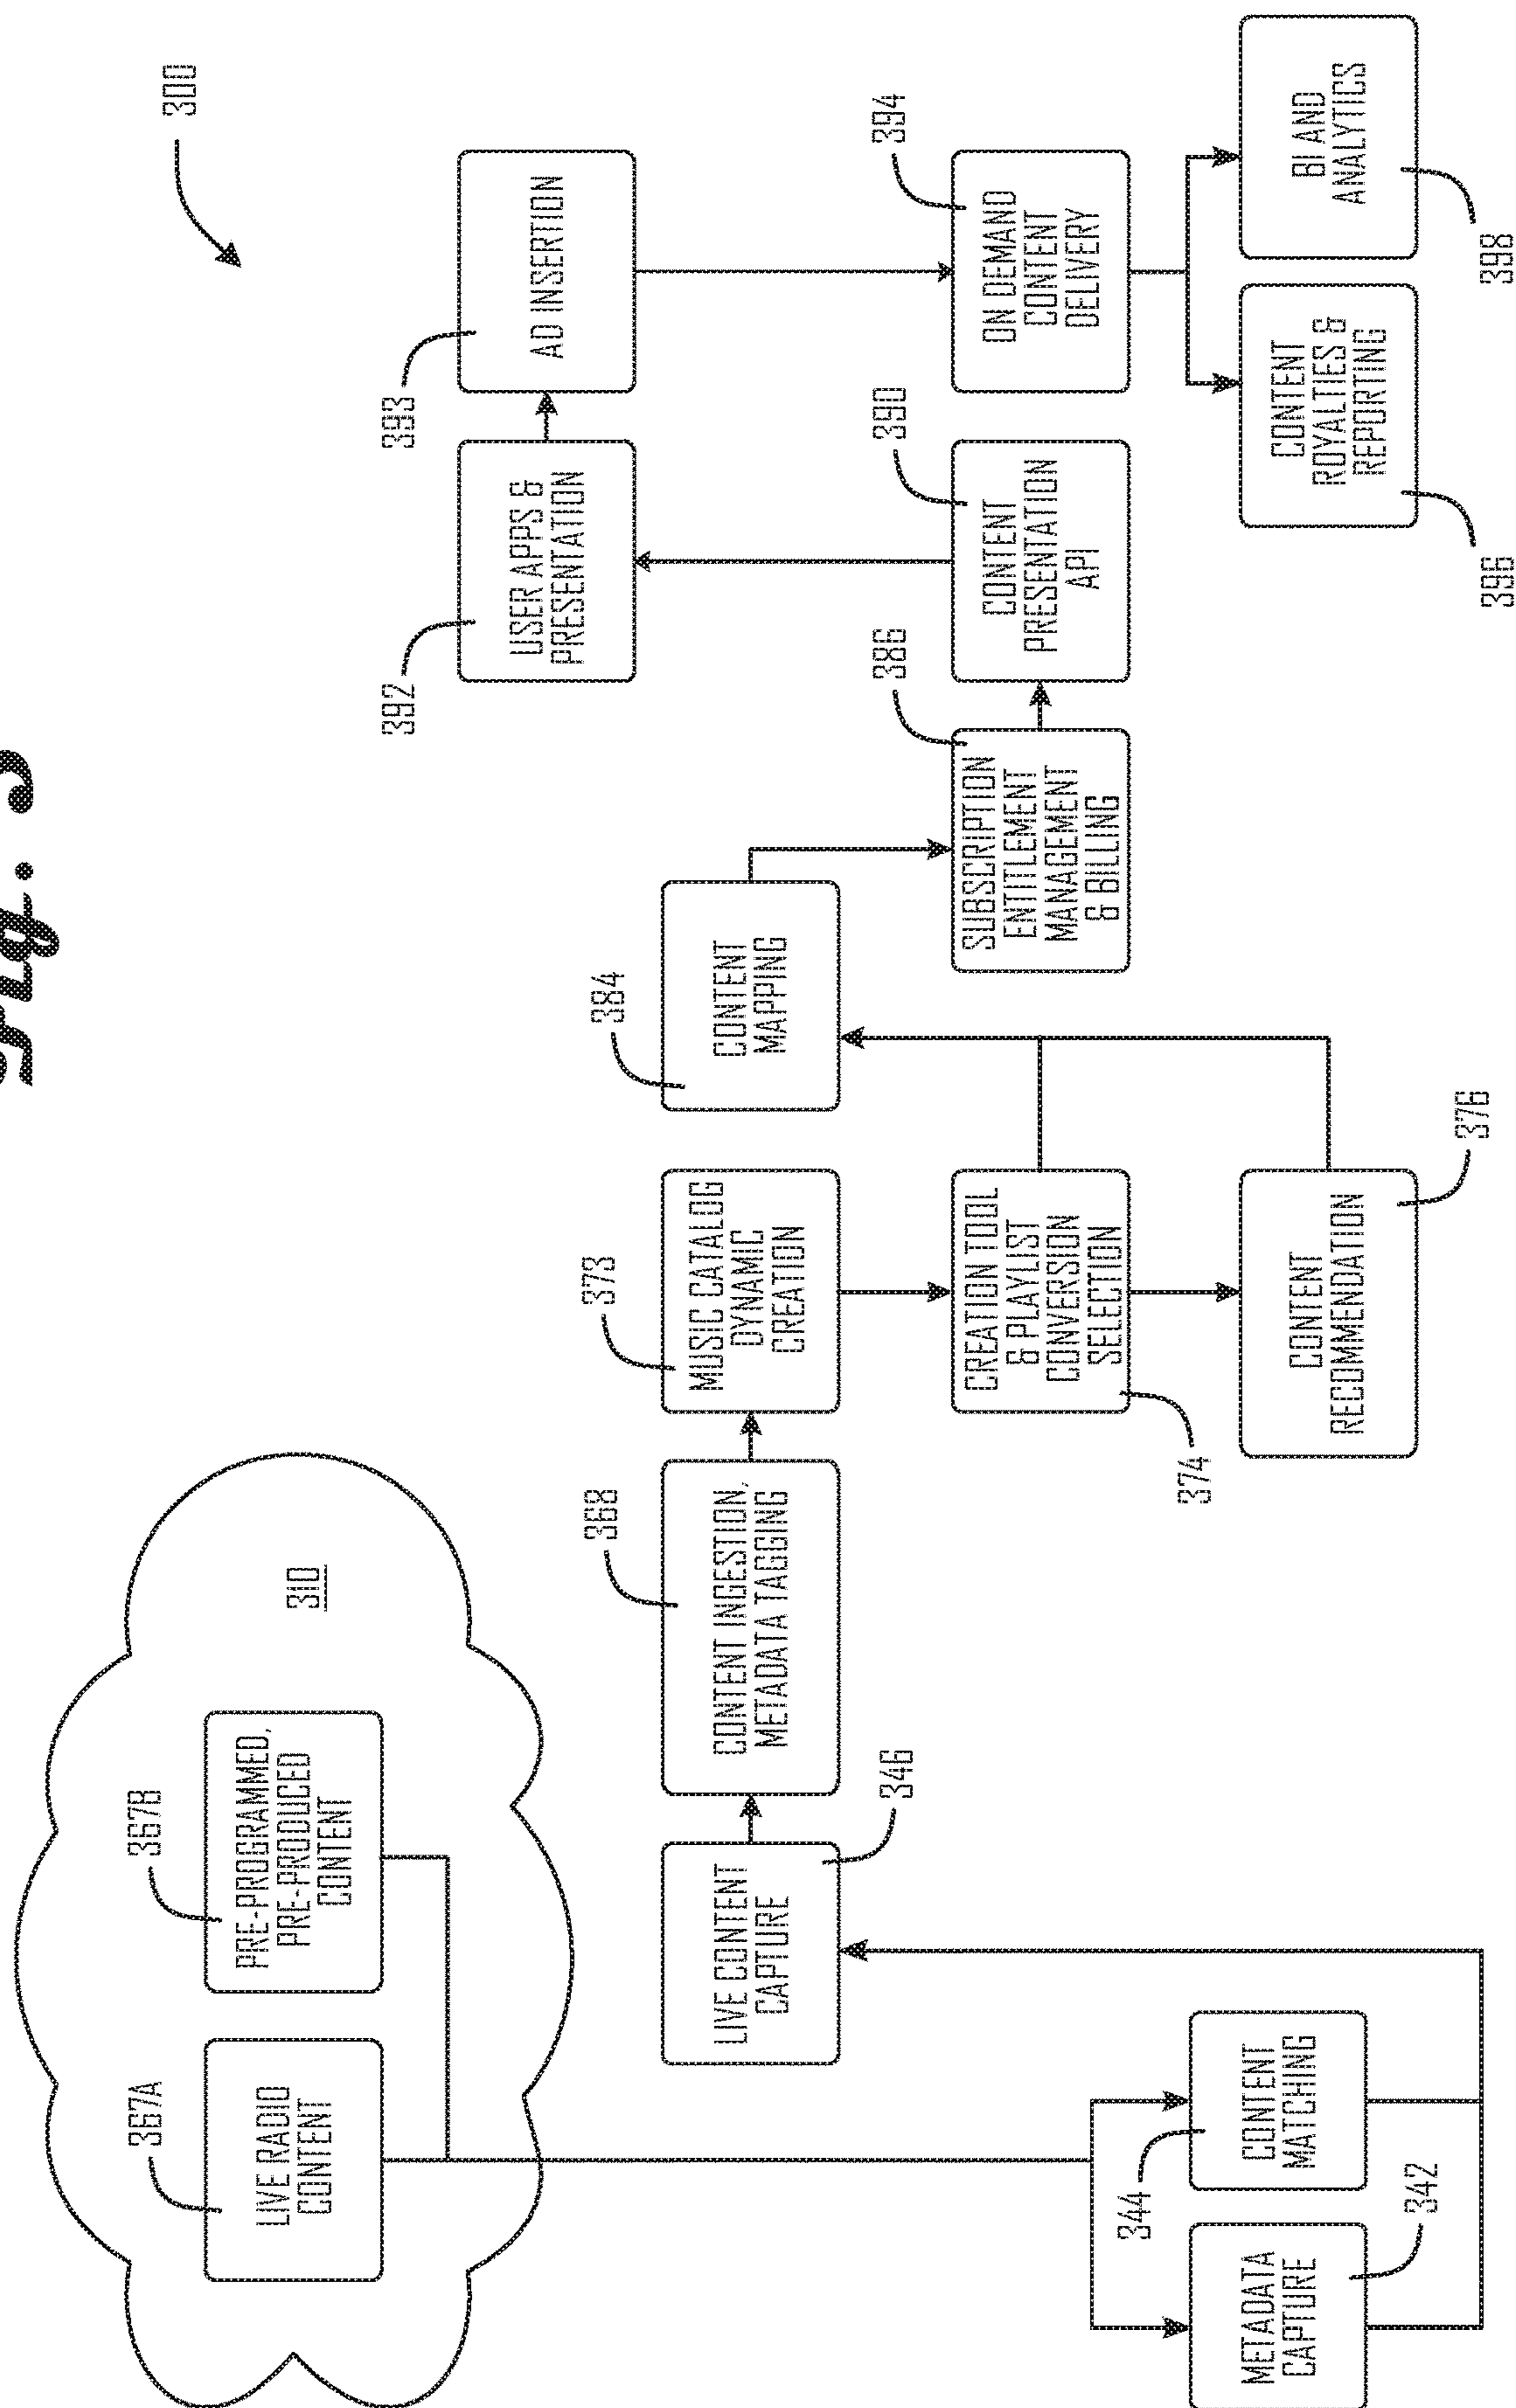 Fig. 3
300
310
367A
LIVE RADIO
CONTENT
367B
PRE-PROGRAMMED,
PRE-PRODUCED
CONTENT
METADATA
CAPTURE
342
344
CONTENT
MATCHING
LIVE CONTENT
CAPTURE
346
368
CONTENT INGESTION,
METADATA TAGGING
373
MUSIC CATALOG
DYNAMIC
CREATION
CREATION TOOL
& PLAYLIST
CONVERSION
SELECTION
374
CONTENT
RECOMMENDATION
376
384
CONTENT
MAPPING
386
SUBSCRIPTION
ENTITLEMENT
MANAGEMENT
& BILLING
390
CONTENT
PRESENTATION
API
392
USER APPS &
PRESENTATION
393
AD INSERTION
394
ON DEMAND
CONTENT
DELIVERY
CONTENT
ROYALTIES &
REPORTING
396
BI AND
ANALYTICS
398